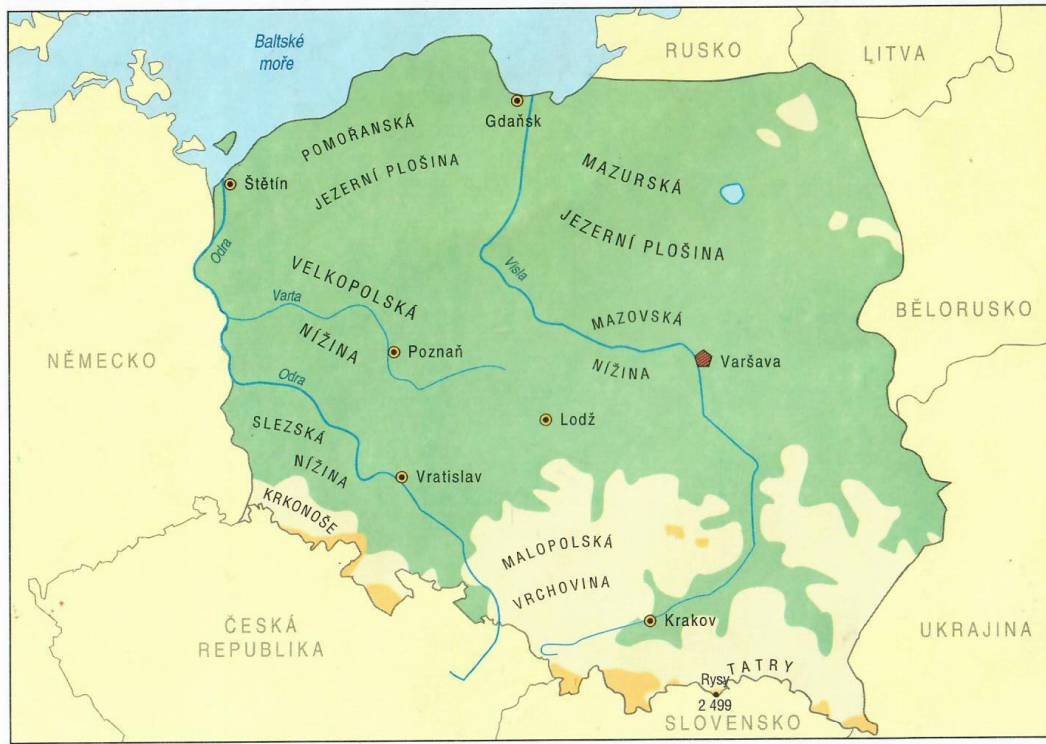 Baltské
moře
RUSKO
LITVA
Gdaňsk
POMOŘANSKÁ
JEZERNÍ PLOŠINA
MAZURSKÁ
JEZERNÍ PLOŠINA
Štětín
Odra
Visla
VELKOPOLSKÁ
NÍŽINA
Varta
MAZOVSKÁ
NÍŽINA
BĚLORUSKO
NĚMECKO
Poznaň
Varšava
Odra
Lodž
SLEZSKÁ
NÍŽINA
Vratislav
KRKONOŠE
MALOPOLSKÁ
VRCHOVINA
Krakov
ČESKÁ
REPUBLIKA
UKRAJINA
TATRY
Rysy
2 499
SLOVENSKO